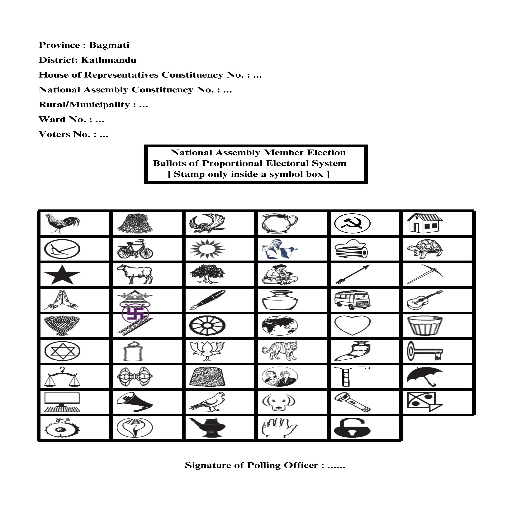 Province : Bagmati
District: Kathmandu
House of Representatives Constituency No. : ...
National Assembly Constituency No. : ...
Rural/Municipality : ...
Ward No. : ...
Voters No. : ...
National Assembly Member Election
Ballots of Proportional Electoral System
[ Stamp only inside a symbol box ]
Signature of Polling Officer : ......